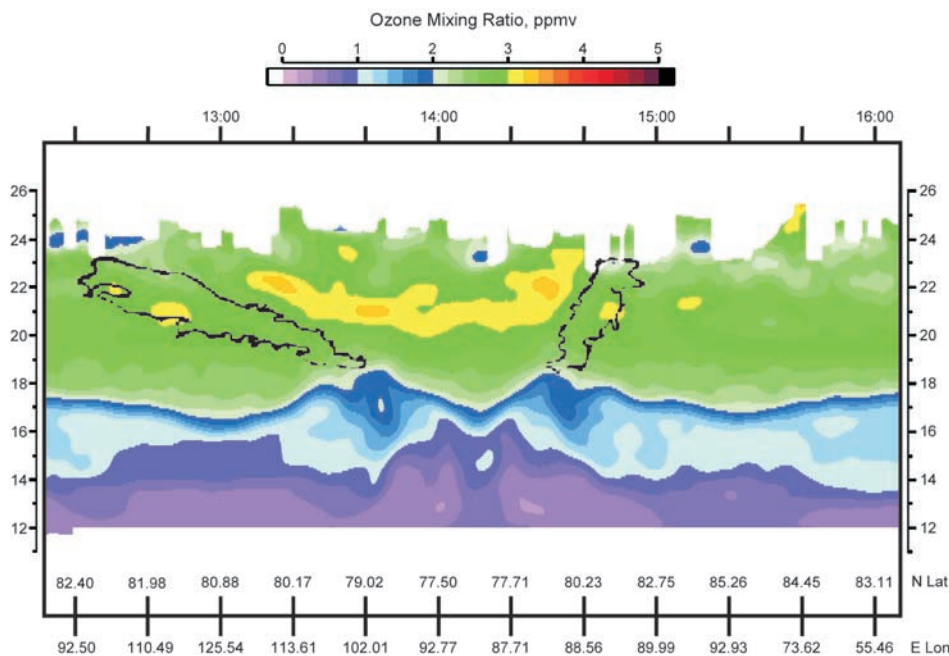 Ozone Mixing Ratio, ppmv
0 1 2 3 4 5
13:00 14:00 15:00 16:00
26 26
24 24
22 22
20 20
18 18
16 16
14 14
12 12
82.40 81.98 80.88 80.17 79.02 77.50 77.71 80.23 82.75 85.26 84.45 83.11 N Lat
92.50 110.49 125.54 113.61 102.01 92.77 87.71 88.56 89.99 92.93 73.62 55.46 E Lon